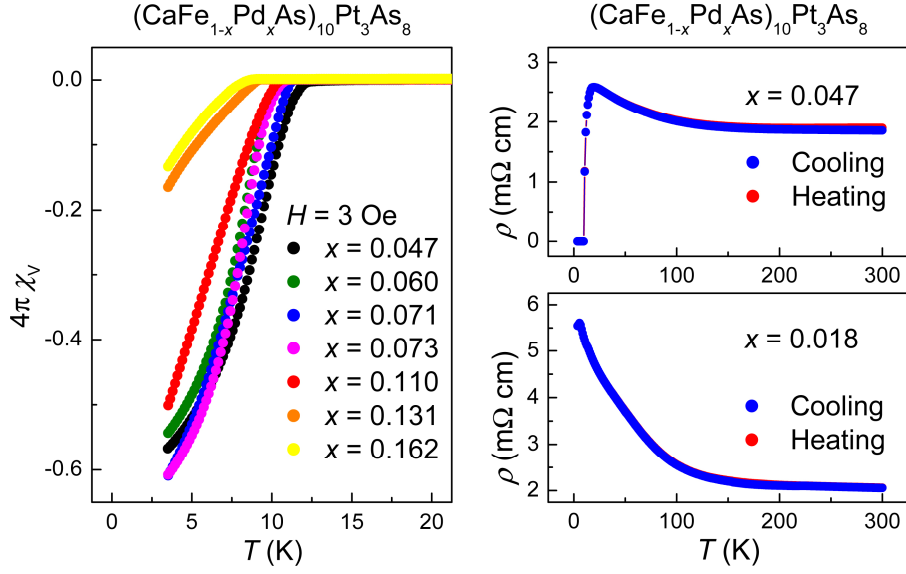 (CaFe₁₋ₓPdₓAs)₁₀Pt₃As₈
0.0
-0.2
-0.4
-0.6
4π χ_V
H = 3 Oe
x = 0.047
x = 0.060
x = 0.071
x = 0.073
x = 0.110
x = 0.131
x = 0.162
0 5 10 15 20
T (K)
(CaFe₁₋ₓPdₓAs)₁₀Pt₃As₈
3
2
1
0
ρ (mΩ cm)
x = 0.047
Cooling
Heating
0 100 200 300
6
5
4
3
2
ρ (mΩ cm)
x = 0.018
Cooling
Heating
0 100 200 300
T (K)